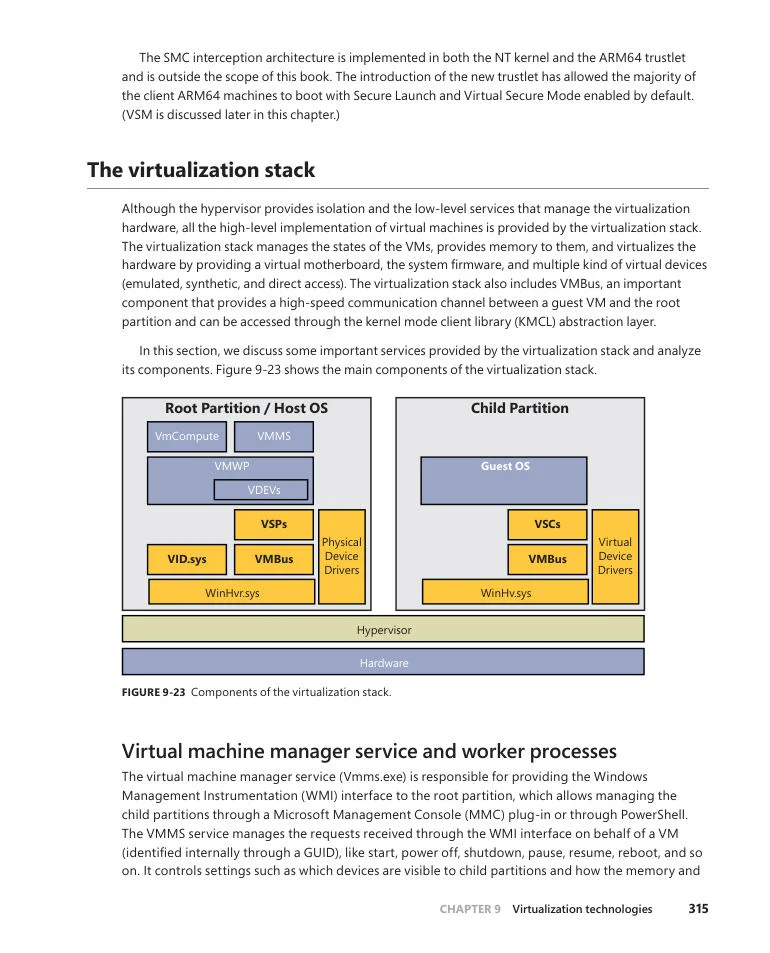 The SMC interception architecture is implemented in both the NT kernel and the ARM64 trustlet
and is outside the scope of this book. The introduction of the new trustlet has allowed the majority of
the client ARM64 machines to boot with Secure Launch and Virtual Secure Mode enabled by default.
(VSM is discussed later in this chapter.)
The virtualization stack
Although the hypervisor provides isolation and the low-level services that manage the virtualization
hardware, all the high-level implementation of virtual machines is provided by the virtualization stack.
The virtualization stack manages the states of the VMs, provides memory to them, and virtualizes the
hardware by providing a virtual motherboard, the system firmware, and multiple kind of virtual devices
(emulated, synthetic, and direct access). The virtualization stack also includes VMBus, an important
component that provides a high-speed communication channel between a guest VM and the root
partition and can be accessed through the kernel mode client library (KMCL) abstraction layer.
In this section, we discuss some important services provided by the virtualization stack and analyze
its components. Figure 9-23 shows the main components of the virtualization stack.
Root Partition / Host OS
VmCompute
VMMS
VMWP
VDEVs
VSPs
Physical
Device
Drivers
VID.sys
VMBus
WinHvr.sys
Child Partition
Guest OS
VSCs
Virtual
Device
Drivers
VMBus
WinHv.sys
Hypervisor
Hardware
FIGURE 9-23 Components of the virtualization stack.
Virtual machine manager service and worker processes
The virtual machine manager service (Vmms.exe) is responsible for providing the Windows
Management Instrumentation (WMI) interface to the root partition, which allows managing the
child partitions through a Microsoft Management Console (MMC) plug-in or through PowerShell.
The VMMS service manages the requests received through the WMI interface on behalf of a VM
(identified internally through a GUID), like start, power off, shutdown, pause, resume, reboot, and so
on. It controls settings such as which devices are visible to child partitions and how the memory and
CHAPTER 9 Virtualization technologies 315